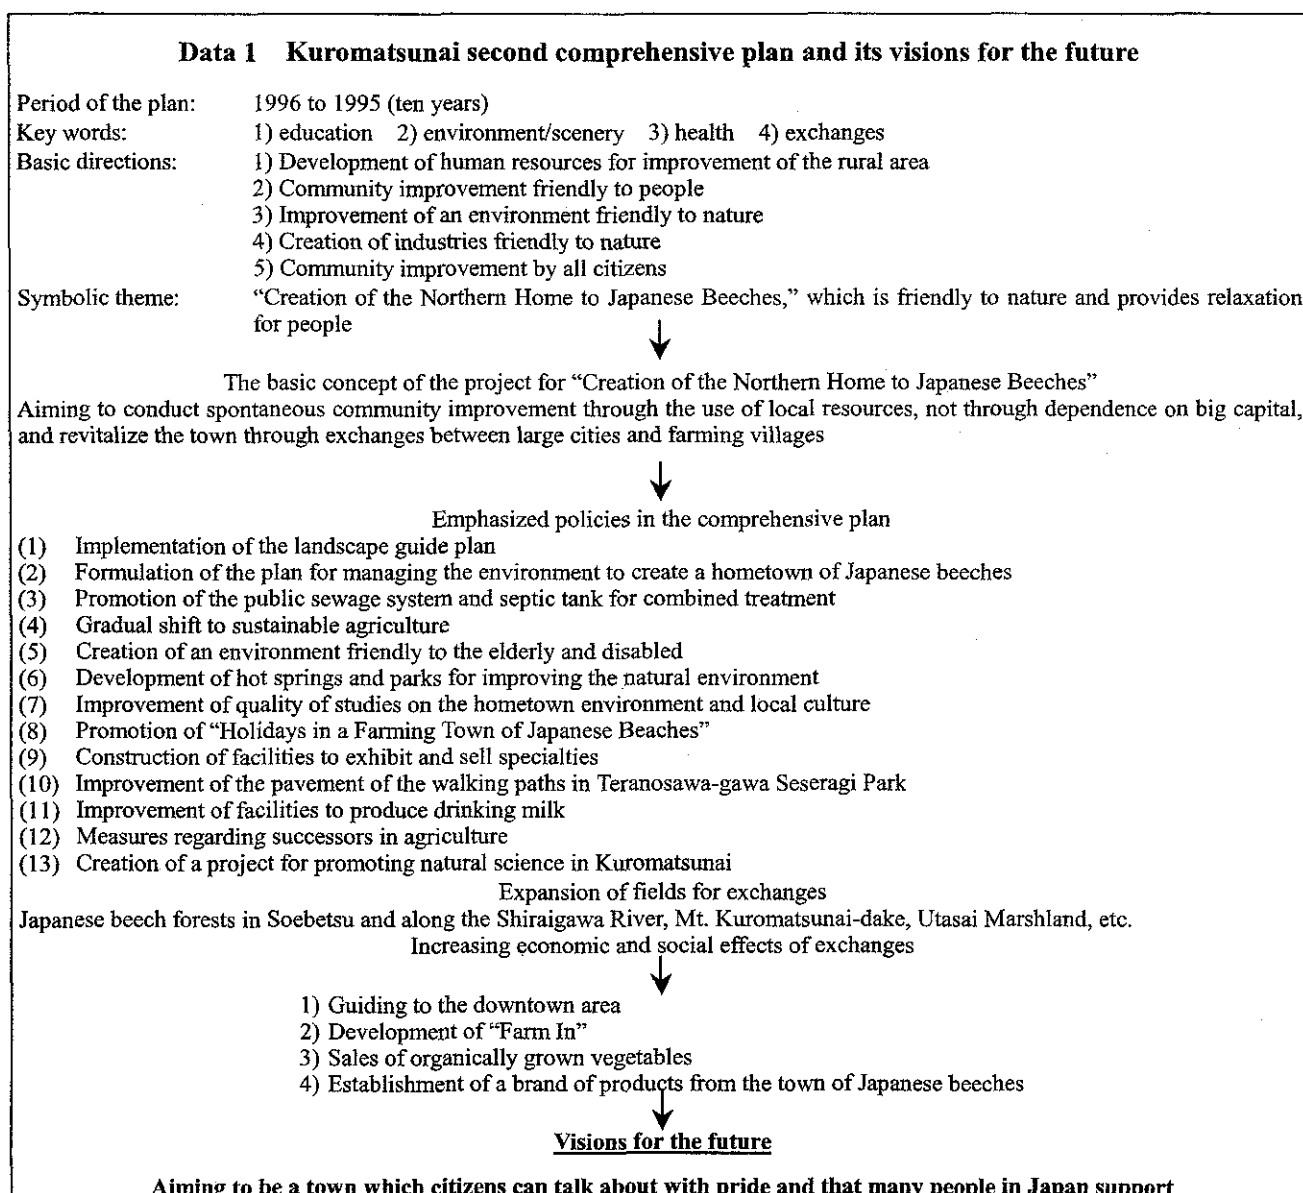 Data 1 Kuromatsunai second comprehensive plan and its visions for the future
Period of the plan: 1996 to 1995 (ten years)
Key words: 1) education 2) environment/scenery 3) health 4) exchanges
Basic directions: 1) Development of human resources for improvement of the rural area
2) Community improvement friendly to people
3) Improvement of an environment friendly to nature
4) Creation of industries friendly to nature
5) Community improvement by all citizens
Symbolic theme: “Creation of the Northern Home to Japanese Beeches,” which is friendly to nature and provides relaxation
for people
The basic concept of the project for “Creation of the Northern Home to Japanese Beeches”
Aiming to conduct spontaneous community improvement through the use of local resources, not through dependence on big capital,
and revitalize the town through exchanges between large cities and farming villages
Emphasized policies in the comprehensive plan
(1) Implementation of the landscape guide plan
(2) Formulation of the plan for managing the environment to create a hometown of Japanese beeches
(3) Promotion of the public sewage system and septic tank for combined treatment
(4) Gradual shift to sustainable agriculture
(5) Creation of an environment friendly to the elderly and disabled
(6) Development of hot springs and parks for improving the natural environment
(7) Improvement of quality of studies on the hometown environment and local culture
(8) Promotion of “Holidays in a Farming Town of Japanese Beaches”
(9) Construction of facilities to exhibit and sell specialties
(10) Improvement of the pavement of the walking paths in Teranosawa-gawa Seseragi Park
(11) Improvement of facilities to produce drinking milk
(12) Measures regarding successors in agriculture
(13) Creation of a project for promoting natural science in Kuromatsunai
Expansion of fields for exchanges
Japanese beech forests in Soebetsu and along the Shiraigawa River, Mt. Kuromatsunai-dake, Utasai Marshland, etc.
Increasing economic and social effects of exchanges
1) Guiding to the downtown area
2) Development of “Farm In”
3) Sales of organically grown vegetables
4) Establishment of a brand of products from the town of Japanese beeches
Visions for the future
Aiming to be a town which citizens can talk about with pride and that many people in Japan support